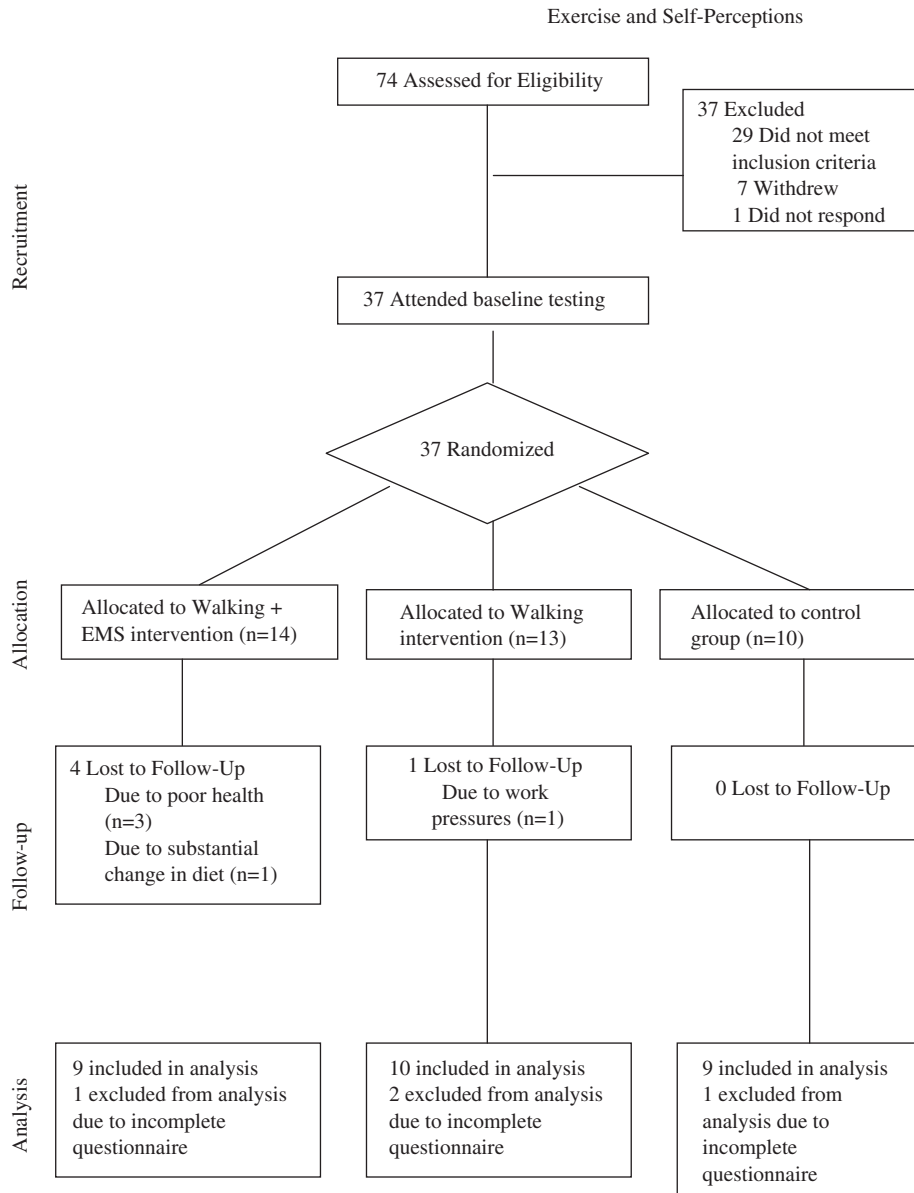 Exercise and Self-Perceptions
74 Assessed for Eligibility
37 Excluded
29 Did not meet
inclusion criteria
7 Withdrew
1 Did not respond
Recruitment
37 Attended baseline testing
37 Randomized
Allocation
Allocated to Walking +
EMS intervention (n=14)
Allocated to Walking
intervention (n=13)
Allocated to control
group (n=10)
Follow-up
4 Lost to Follow-Up
Due to poor health
(n=3)
Due to substantial
change in diet (n=1)
1 Lost to Follow-Up
Due to work
pressures (n=1)
0 Lost to Follow-Up
Analysis
9 included in analysis
1 excluded from analysis
due to incomplete
questionnaire
10 included in analysis
2 excluded from analysis
due to incomplete
questionnaire
9 included in analysis
1 excluded from
analysis due to
incomplete
questionnaire